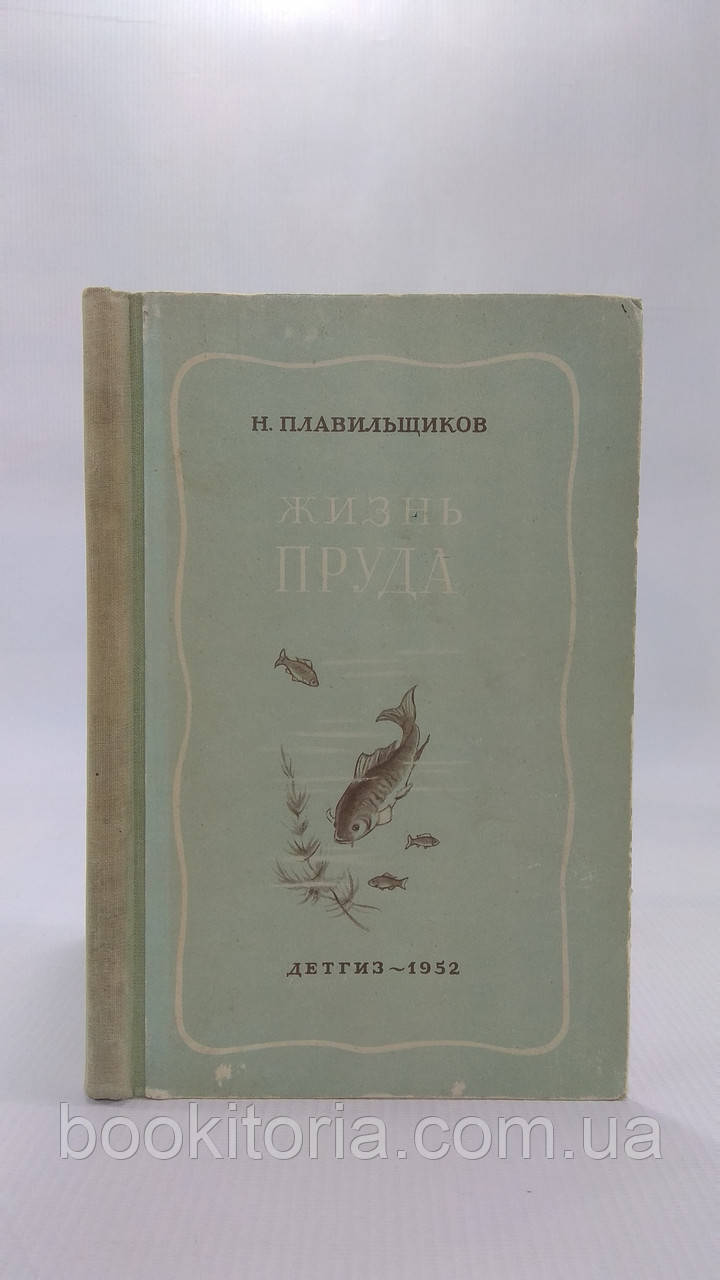 Н. ПЛАВИЛЬЩИКОВ
ЖИЗНЬ
ПРУДА
ДЕТГИЗ~1952
bookitoria.com.ua